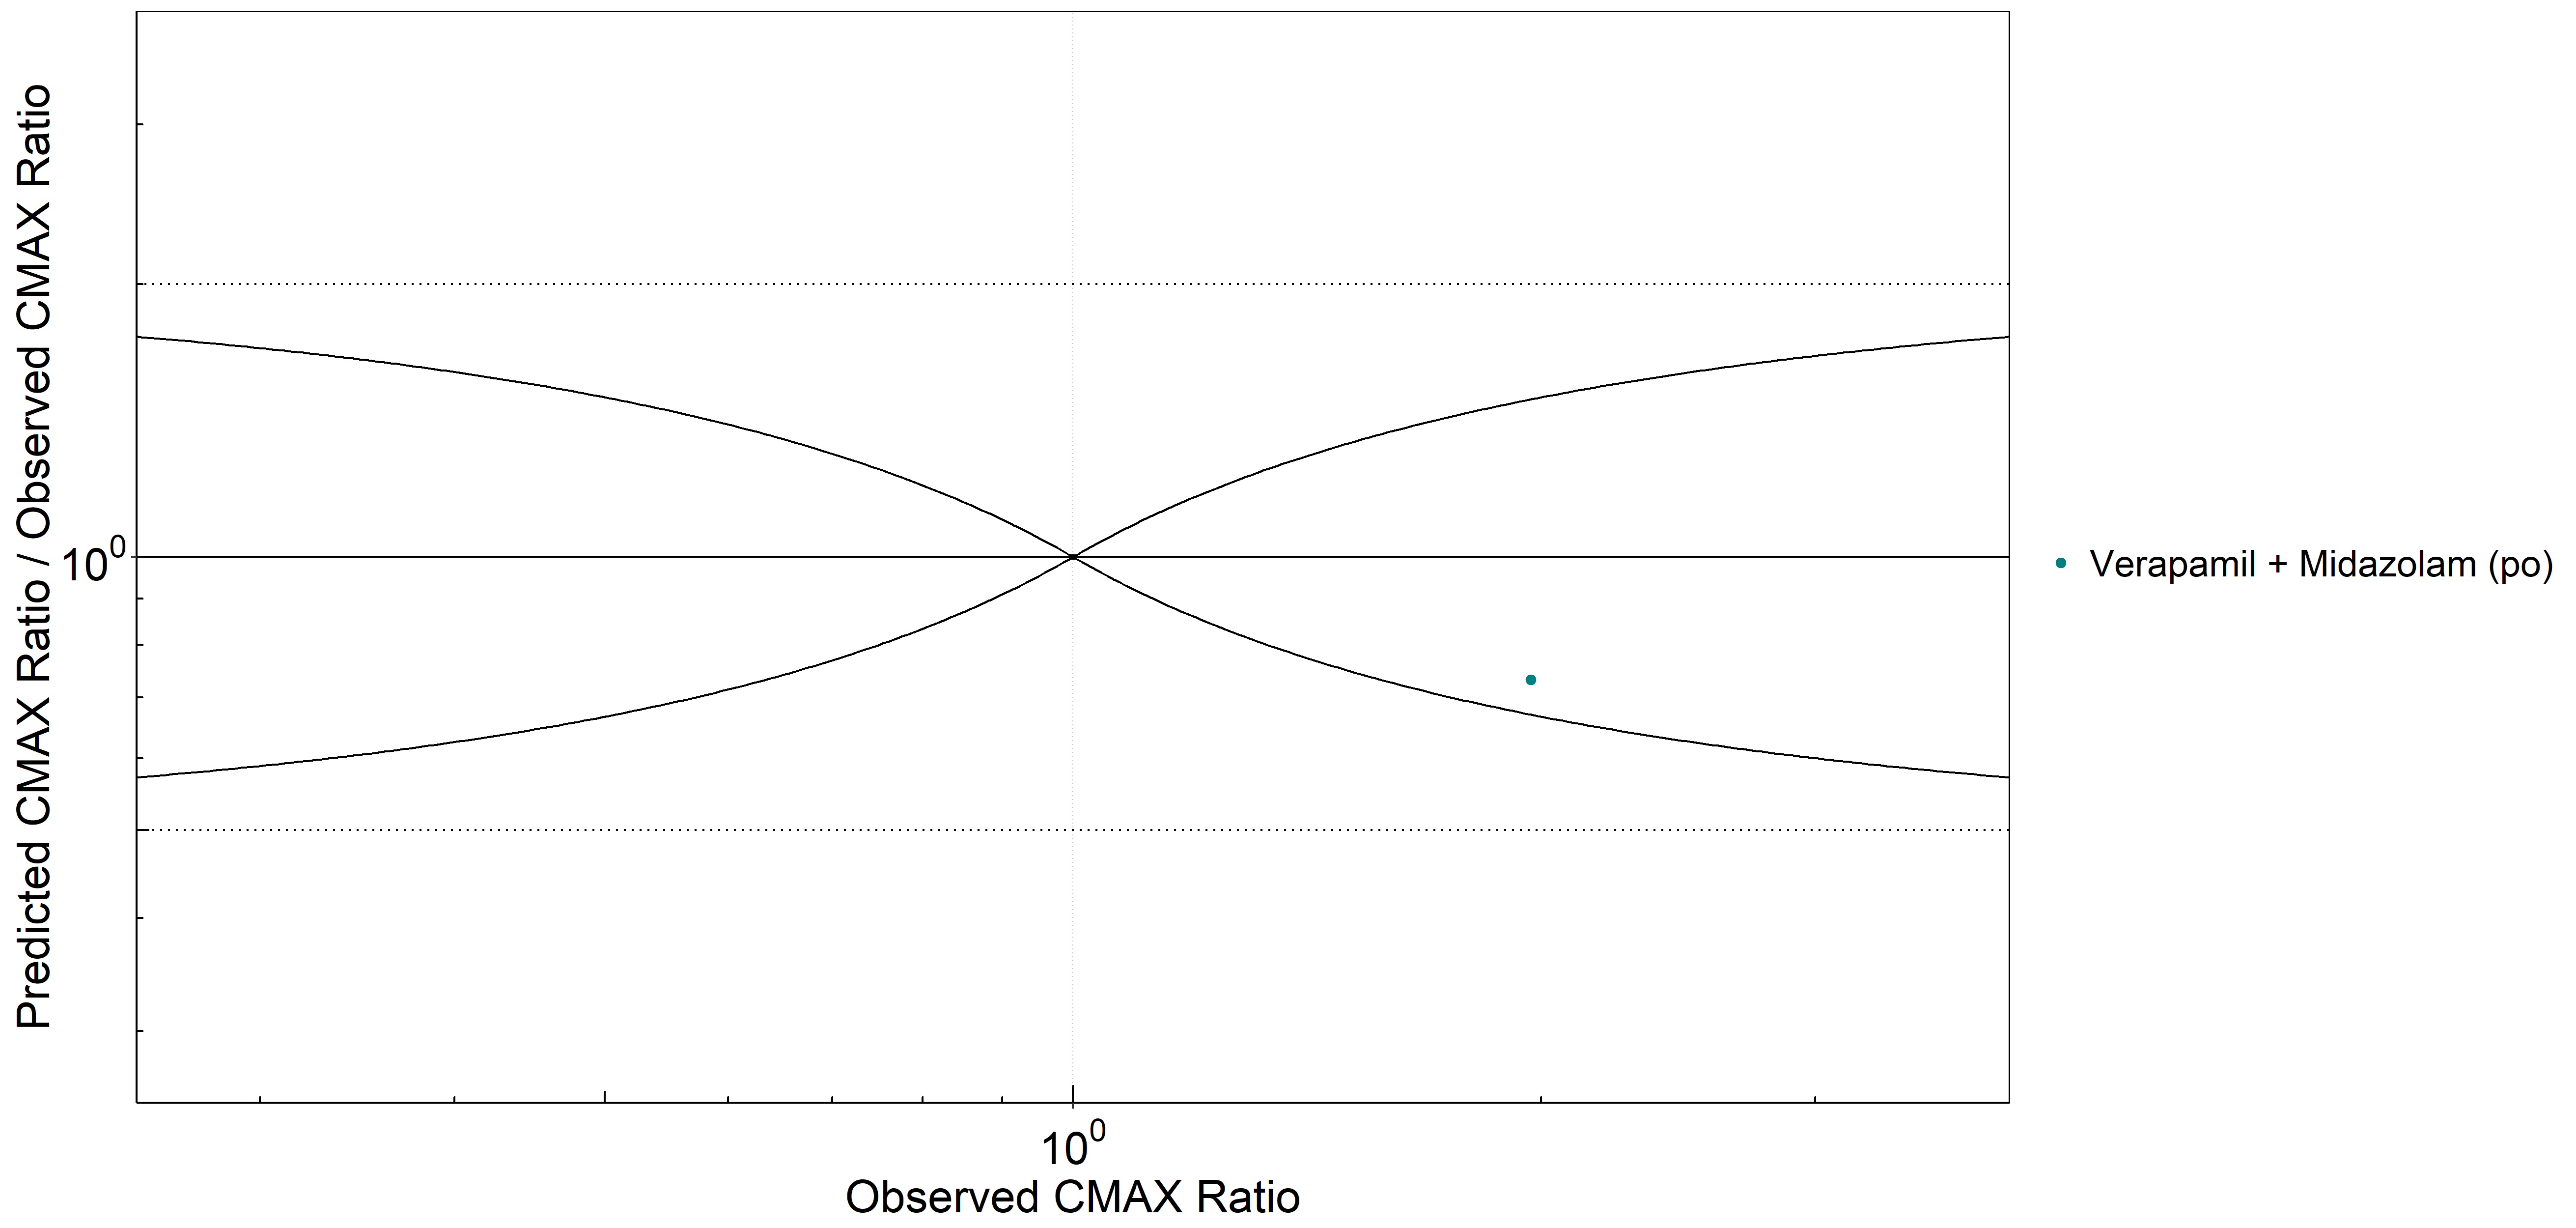 Predicted CMAX Ratio / Observed CMAX Ratio
10⁰
10⁰
Observed CMAX Ratio
Verapamil + Midazolam (po)